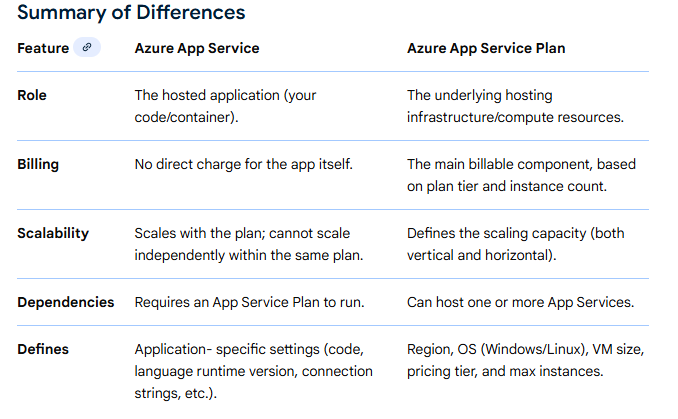 Summary of Differences
Feature Azure App Service Azure App Service Plan
Role The hosted application (your The underlying hosting
code/container). infrastructure/compute resources.
Billing No direct charge for the app itself. The main billable component, based
on plan tier and instance count.
Scalability Scales with the plan; cannot scale Defines the scaling capacity (both
independently within the same plan. vertical and horizontal).
Dependencies Requires an App Service Plan to run. Can host one or more App Services.
Defines Application- specific settings (code, Region, OS (Windows/Linux), VM size,
language runtime version, connection pricing tier, and max instances.
strings, etc.).